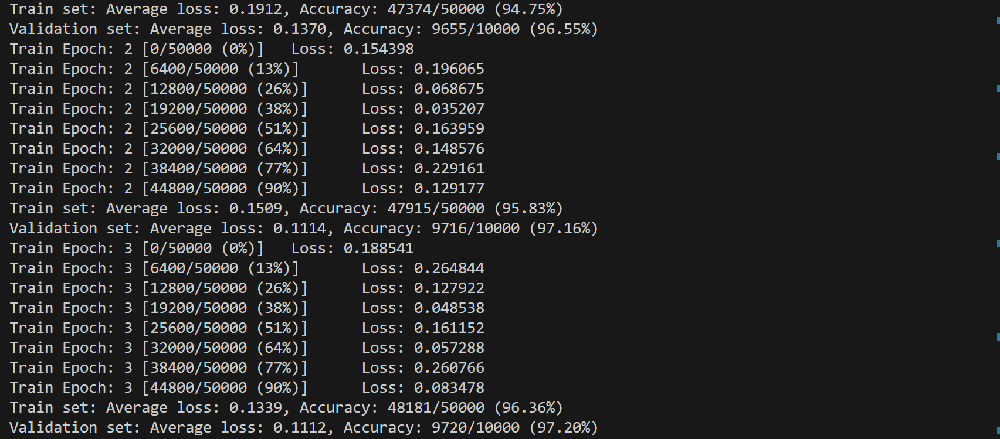 Train set: Average loss: 0.1912, Accuracy: 47374/50000 (94.75%)
Validation set: Average loss: 0.1370, Accuracy: 9655/10000 (96.55%)
Train Epoch: 2 [0/50000 (0%)]   Loss: 0.154398
Train Epoch: 2 [6400/50000 (13%)]       Loss: 0.196065
Train Epoch: 2 [12800/50000 (26%)]      Loss: 0.068675
Train Epoch: 2 [19200/50000 (38%)]      Loss: 0.035207
Train Epoch: 2 [25600/50000 (51%)]      Loss: 0.163959
Train Epoch: 2 [32000/50000 (64%)]      Loss: 0.148576
Train Epoch: 2 [38400/50000 (77%)]      Loss: 0.229161
Train Epoch: 2 [44800/50000 (90%)]      Loss: 0.129177
Train set: Average loss: 0.1509, Accuracy: 47915/50000 (95.83%)
Validation set: Average loss: 0.1114, Accuracy: 9716/10000 (97.16%)
Train Epoch: 3 [0/50000 (0%)]   Loss: 0.188541
Train Epoch: 3 [6400/50000 (13%)]       Loss: 0.264844
Train Epoch: 3 [12800/50000 (26%)]      Loss: 0.127922
Train Epoch: 3 [19200/50000 (38%)]      Loss: 0.048538
Train Epoch: 3 [25600/50000 (51%)]      Loss: 0.161152
Train Epoch: 3 [32000/50000 (64%)]      Loss: 0.057288
Train Epoch: 3 [38400/50000 (77%)]      Loss: 0.260766
Train Epoch: 3 [44800/50000 (90%)]      Loss: 0.083478
Train set: Average loss: 0.1339, Accuracy: 48181/50000 (96.36%)
Validation set: Average loss: 0.1112, Accuracy: 9720/10000 (97.20%)